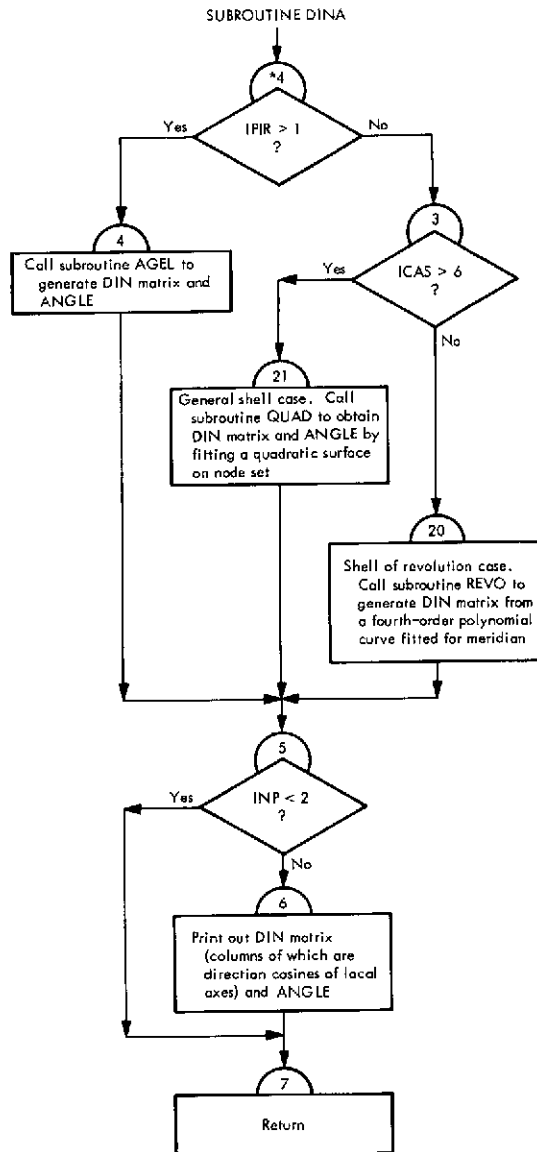 SUBROUTINE DINA
*4
IPIR > 1
?
Yes
No
4
Call subroutine AGEL to
generate DIN matrix and
ANGLE
3
ICAS > 6
?
Yes
No
21
General shell case. Call
subroutine QUAD to obtain
DIN matrix and ANGLE by
fitting a quadratic surface
on node set
20
Shell of revolution case.
Call subroutine REVO to
generate DIN matrix from
a fourth-order polynomial
curve fitted for meridian
5
INP < 2
?
Yes
No
6
Print out DIN matrix
(columns of which are
direction cosines of local
axes) and ANGLE
7
Return